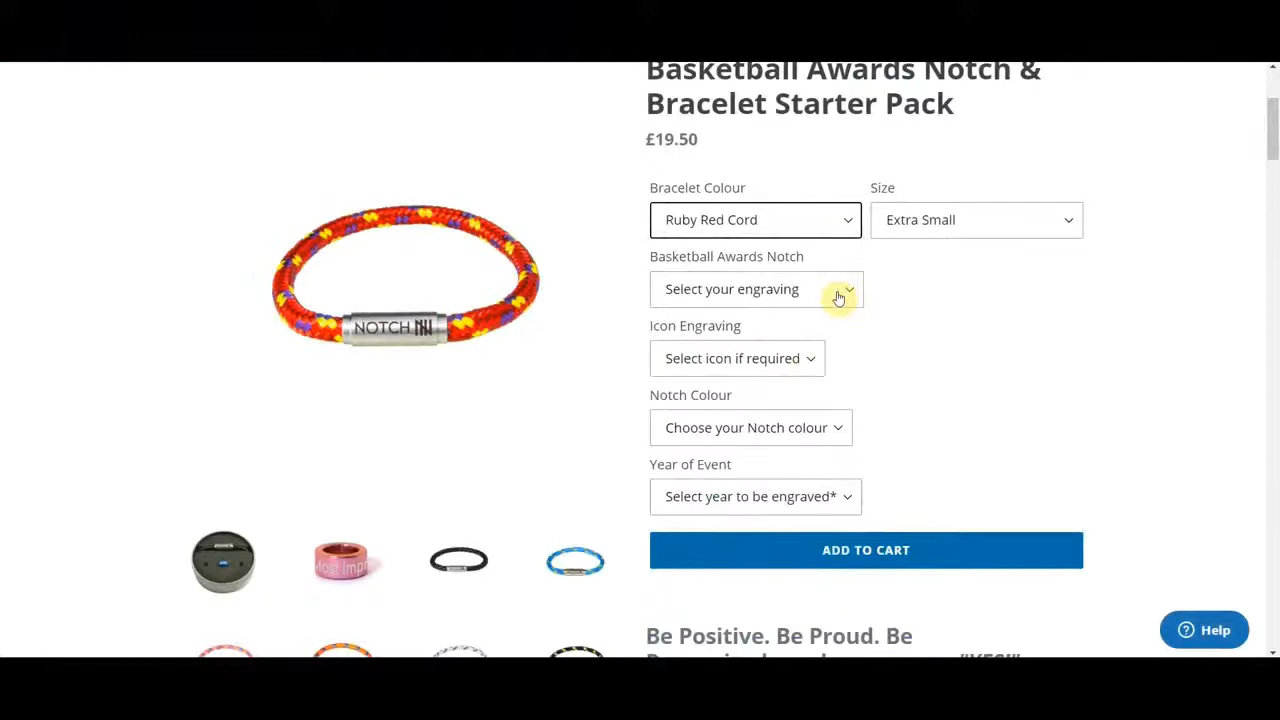 Basketball Awards Notch &
Bracelet Starter Pack
£19.50
Bracelet Colour
Size
Ruby Red Cord
Extra Small
Basketball Awards Notch
Select your engraving
Icon Engraving
Select icon if required
Notch Colour
Choose your Notch colour
Year of Event
Select year to be engraved*
ADD TO CART
NOTCH
Most Impr
Be Positive. Be Proud. Be
Help